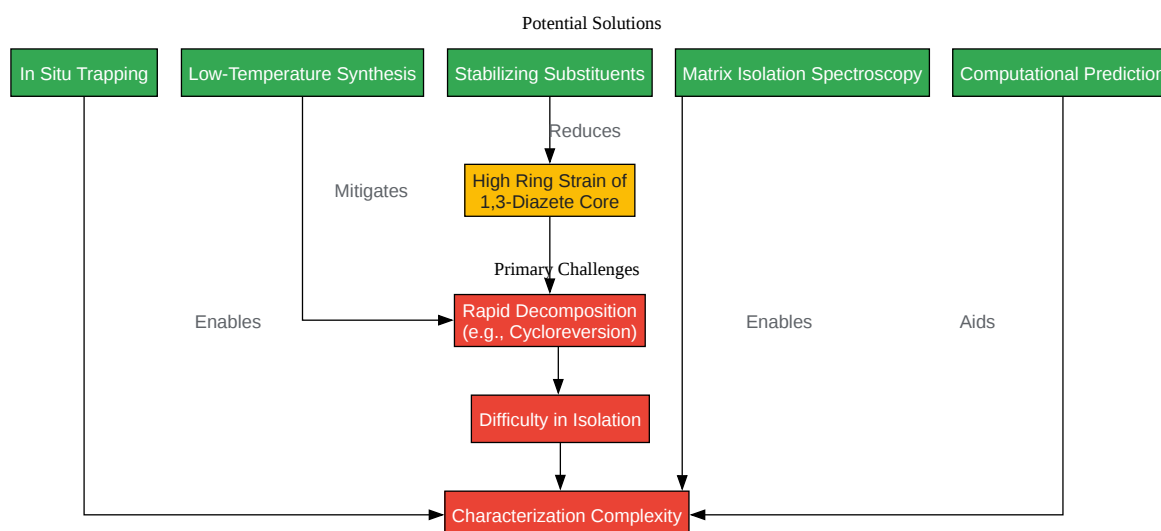 Potential Solutions
In Situ Trapping
Low-Temperature Synthesis
Stabilizing Substituents
Matrix Isolation Spectroscopy
Computational Prediction
Reduces
High Ring Strain of
1,3-Diazete Core
Mitigates
Primary Challenges
Rapid Decomposition
(e.g., Cycloreversion)
Enables
Enables
Aids
Difficulty in Isolation
Characterization Complexity